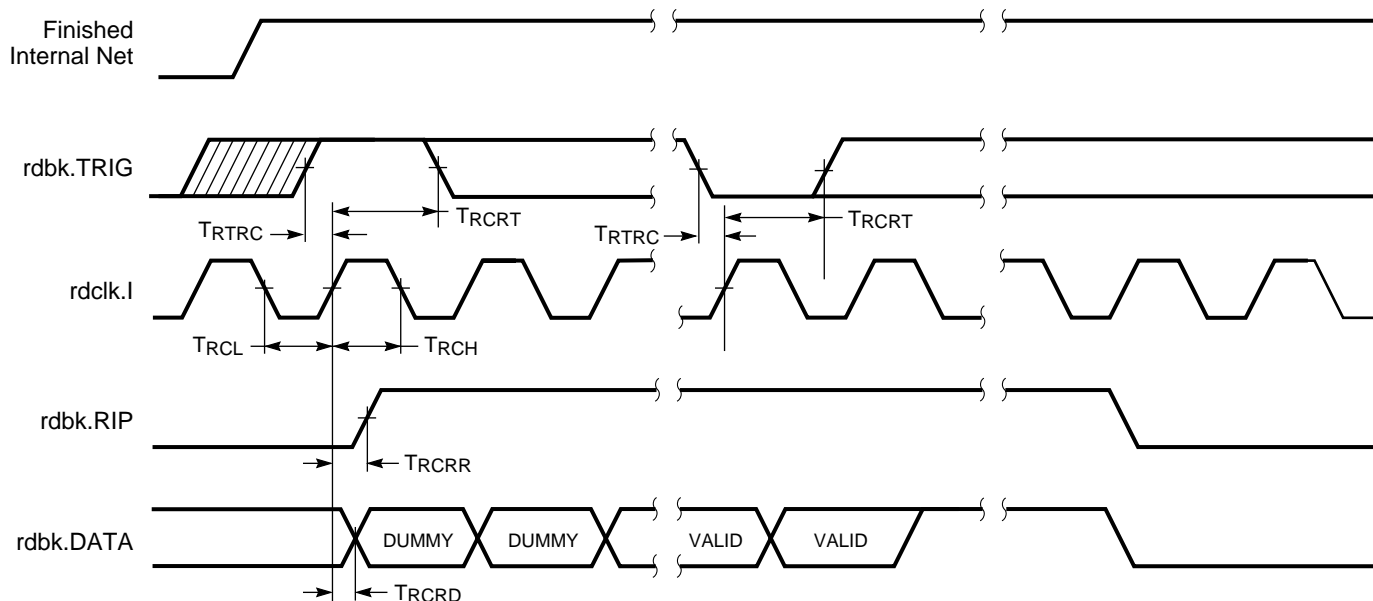 Finished
Internal Net
rdbk.TRIG
TRTRC
TRCRT
TRTRC
TRCRT
rdclk.I
TRCL
TRCH
rdbk.RIP
TRCRR
rdbk.DATA
DUMMY
DUMMY
VALID
VALID
TRCRD